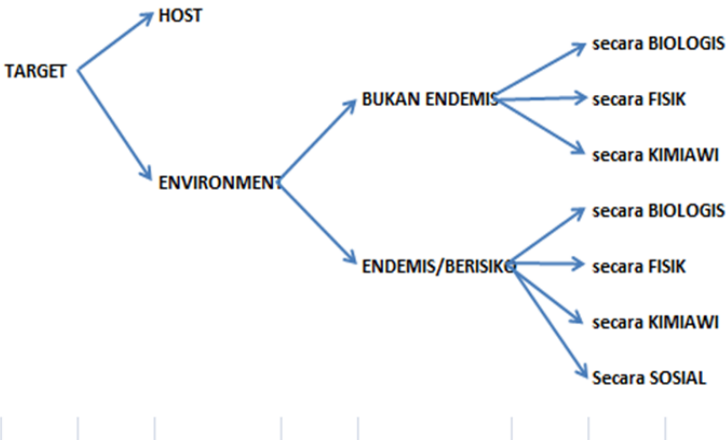 HOST
secara BIOLOGIS
TARGET
BUKAN ENDEMIS
secara FISIK
secara KIMIAWI
ENVIRONMENT
secara BIOLOGIS
ENDEMIS/BERISIKO
secara FISIK
secara KIMIAWI
Secara SOSIAL